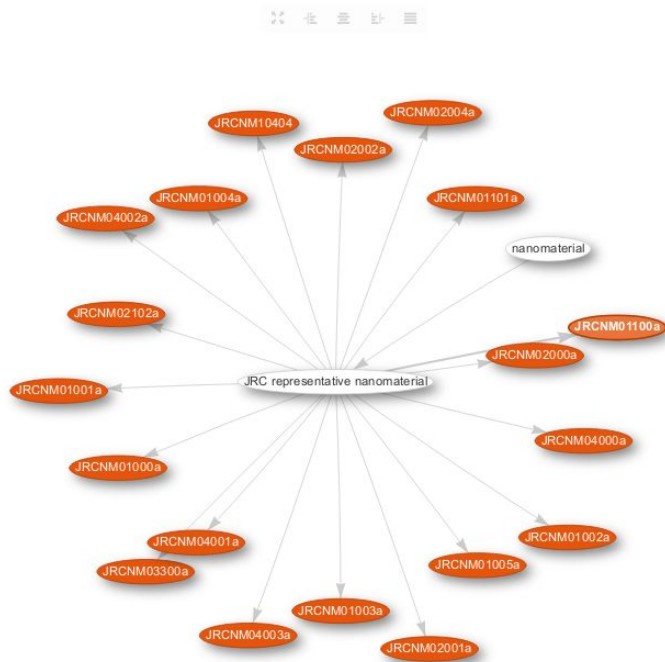 JRCNM02004a
JRCNM10404
JRCNM02002a
JRCNM01004a
JRCNM01101a
JRCNM04002a
nanomaterial
JRCNM02102a
JRCNM01100a
JRCNM02000a
JRC representative nanomaterial
JRCNM01001a
JRCNM04000a
JRCNM01000a
JRCNM01002a
JRCNM04001a
JRCNM01005a
JRCNM03300a
JRCNM01003a
JRCNM04003a
JRCNM02001a